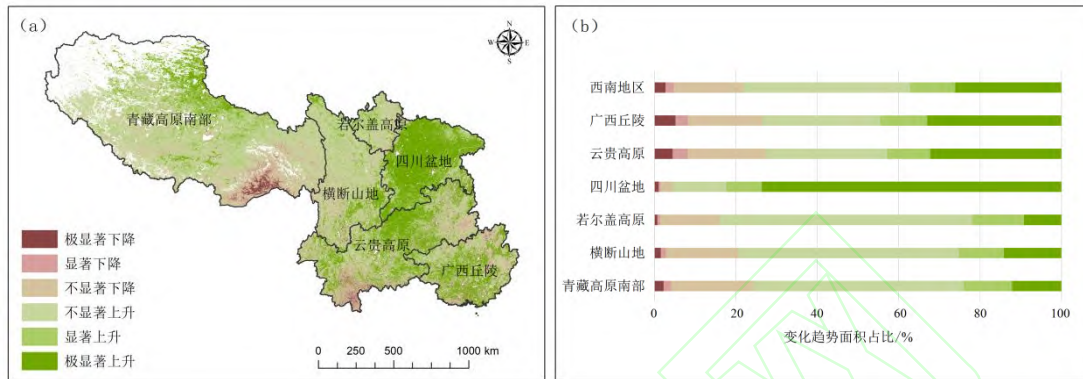 (a)
N
W E
S
青藏高原南部
若尔盖高原
四川盆地
横断山地
云贵高原
广西丘陵
极显著下降
显著下降
不显著下降
不显著上升
显著上升
极显著上升
0 250 500 1000 km
(b)
西南地区
广西丘陵
云贵高原
四川盆地
若尔盖高原
横断山地
青藏高原南部
0 20 40 60 80 100
变化趋势面积占比/%